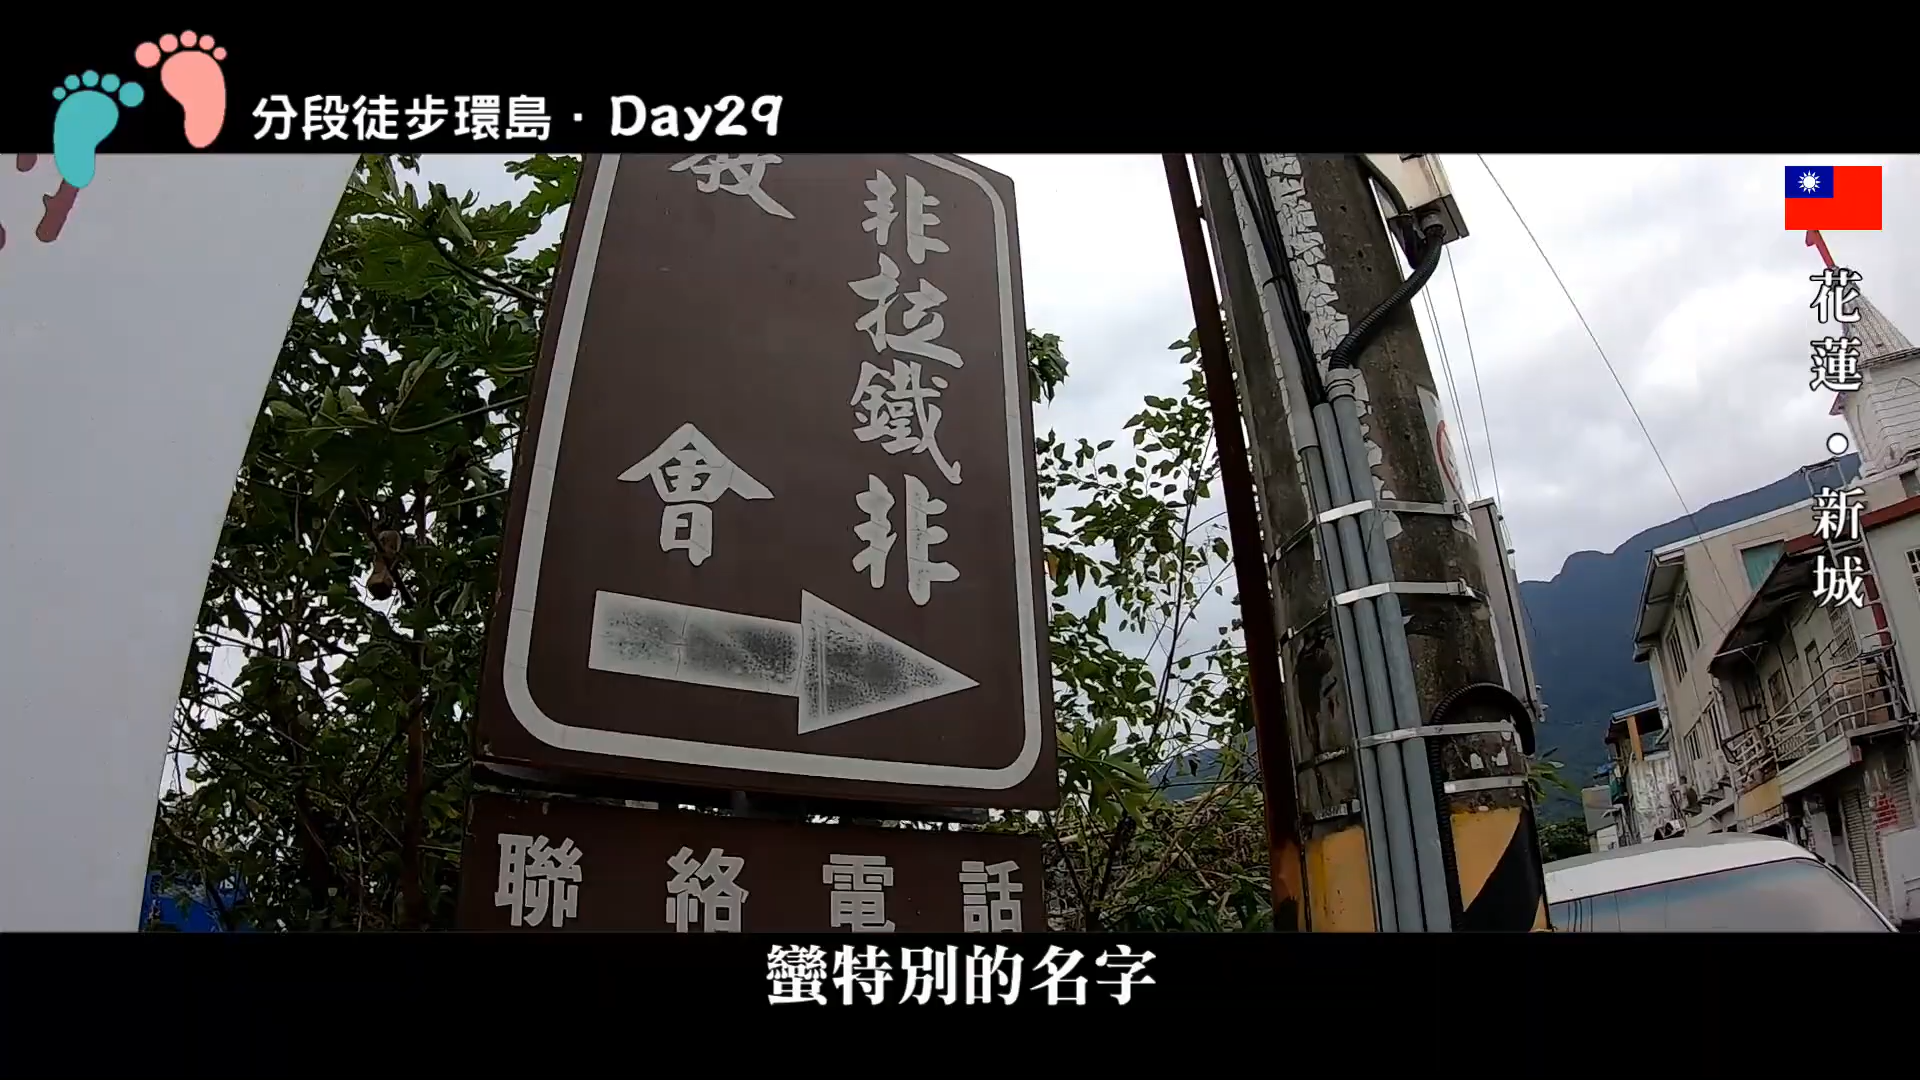 分段徒步環島·Day29
花蓮·新城
非拉鐵非
教
會
聯絡電話
蠻特別的名字